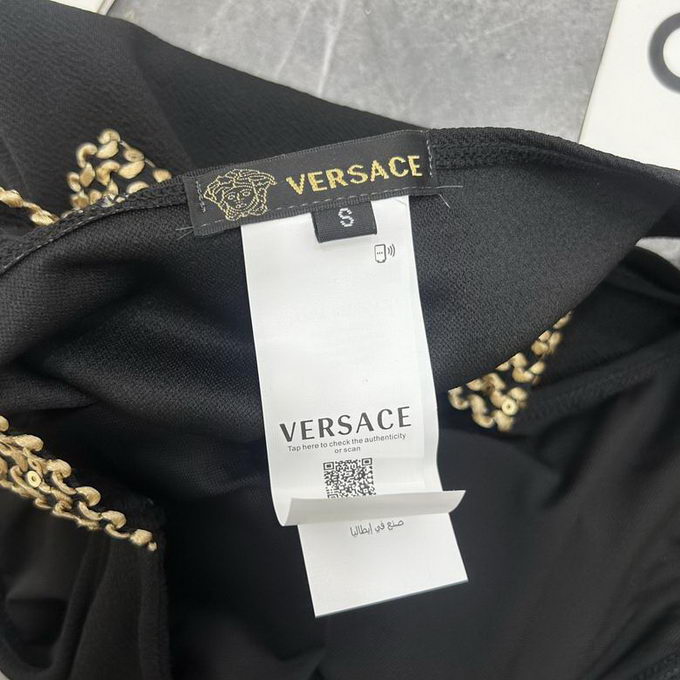 VERSACE
S
VERSACE
Tap here to check the authenticity
or scan
صنع في إيطاليا